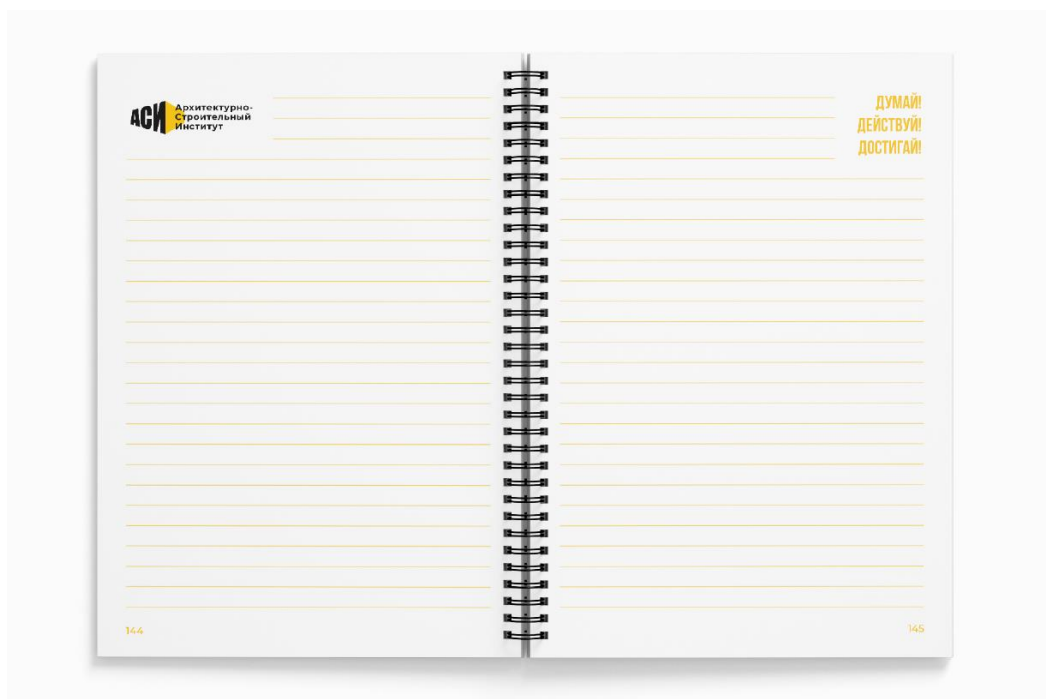 АСИ
Архитектурно-
Строительный
Институт
ДУМАЙ!
ДЕЙСТВУЙ!
ДОСТИГАЙ!
144
145